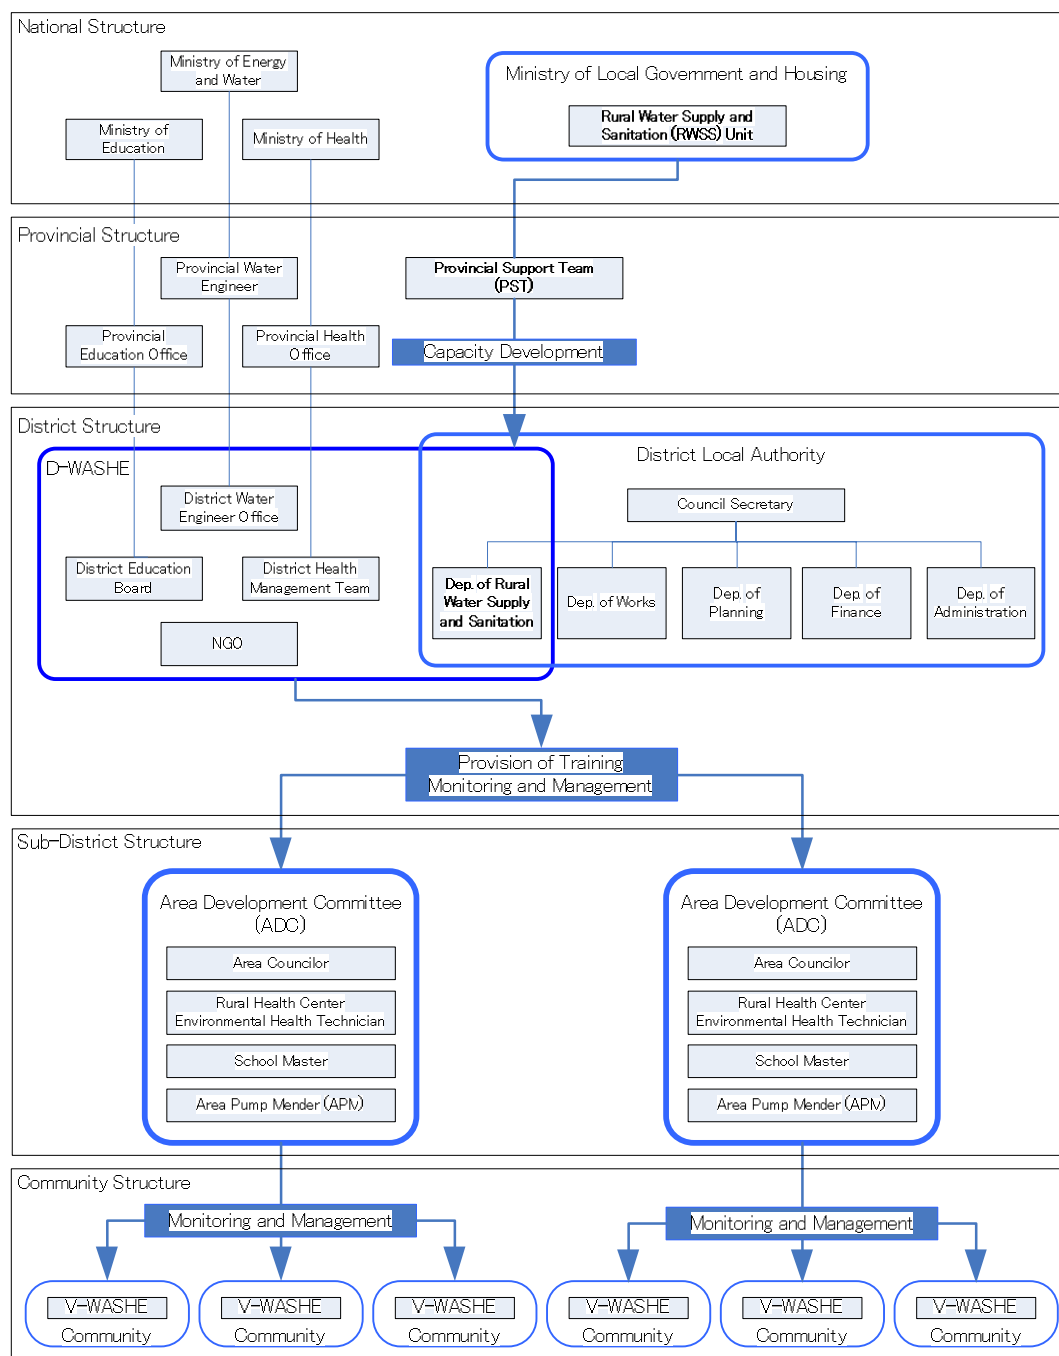 National Structure
Ministry of Energy
and Water
Ministry of Local Government and Housing
Rural Water Supply and
Sanitation (RWSS) Unit
Ministry of
Education
Ministry of Health
Provincial Structure
Provincial Water
Engineer
Provincial Support Team
(PST)
Provincial
Education Office
Provincial Health
Office
Capacity Development
District Structure
D-WASHE
District Local Authority
District Water
Engineer Office
Council Secretary
District Education
Board
District Health
Management Team
Dep. of Rural
Water Supply
and Sanitation
Dep. of Works
Dep. of
Planning
Dep. of
Finance
Dep. of
Administration
NGO
Provision of Training
Monitoring and Management
Sub-District Structure
Area Development Committee
(ADC)
Area Councilor
Rural Health Center
Environmental Health Technician
School Master
Area Pump Mender (APM)
Area Development Committee
(ADC)
Area Councilor
Rural Health Center
Environmental Health Technician
School Master
Area Pump Mender (APM)
Community Structure
Monitoring and Management
Monitoring and Management
V-WASHE
Community
V-WASHE
Community
V-WASHE
Community
V-WASHE
Community
V-WASHE
Community
V-WASHE
Community